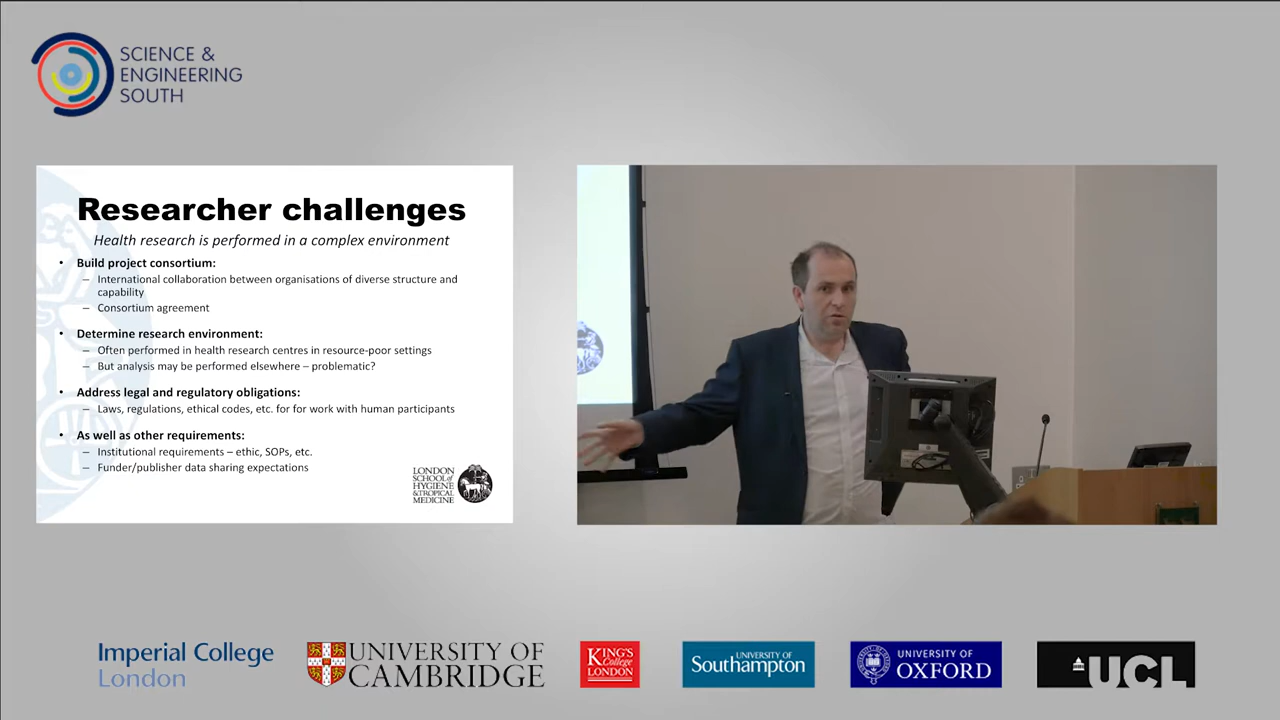 SCIENCE &
ENGINEERING
SOUTH
Researcher challenges
Health research is performed in a complex environment
• Build project consortium:
– International collaboration between organisations of diverse structure and
capability
– Consortium agreement
• Determine research environment:
– Often performed in health research centres in resource-poor settings
– But analysis may be performed elsewhere – problematic?
• Address legal and regulatory obligations:
– Laws, regulations, ethical codes, etc. for for work with human participants
• As well as other requirements:
– Institutional requirements – ethic, SOPs, etc.
– Funder/publisher data sharing expectations
LONDON
SCHOOL of
HYGIENE
& TROPICAL
MEDICINE
Imperial College
London
UNIVERSITY OF
CAMBRIDGE
KING'S
College
LONDON
UNIVERSITY OF
Southampton
UNIVERSITY OF
OXFORD
UCL